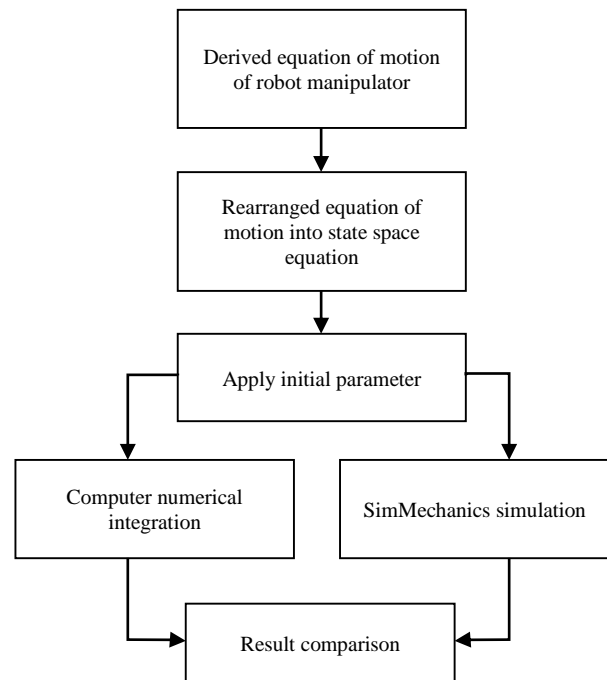 Derived equation of motion
of robot manipulator
Rearranged equation of
motion into state space
equation
Apply initial parameter
Computer numerical
integration
SimMechanics simulation
Result comparison